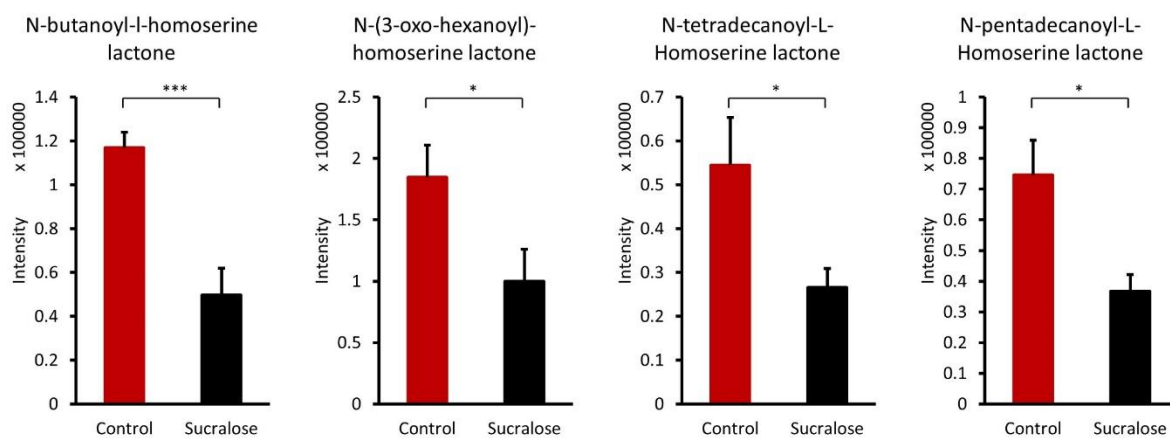 N-butanoyl-l-homoserine
lactone
***
x 100000
Intensity
1.4
1.2
1
0.8
0.6
0.4
0.2
0
Control
Sucralose
N-(3-oxo-hexanoyl)-
homoserine lactone
*
x 100000
Intensity
2.5
2
1.5
1
0.5
0
Control
Sucralose
N-tetradecanoyl-L-
Homoserine lactone
*
x 100000
Intensity
0.7
0.6
0.5
0.4
0.3
0.2
0.1
0
Control
Sucralose
N-pentadecanoyl-L-
Homoserine lactone
*
x 100000
Intensity
1
0.9
0.8
0.7
0.6
0.5
0.4
0.3
0.2
0.1
0
Control
Sucralose